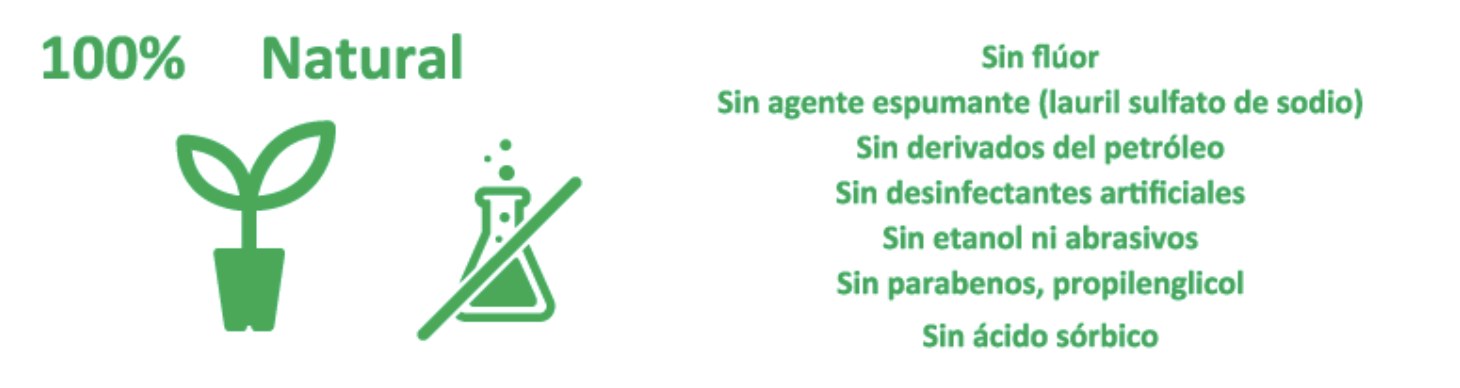 100% Natural
Sin flúor
Sin agente espumante (lauril sulfato de sodio)
Sin derivados del petróleo
Sin desinfectantes artificiales
Sin etanol ni abrasivos
Sin parabenos, propilenglicol
Sin ácido sórbico